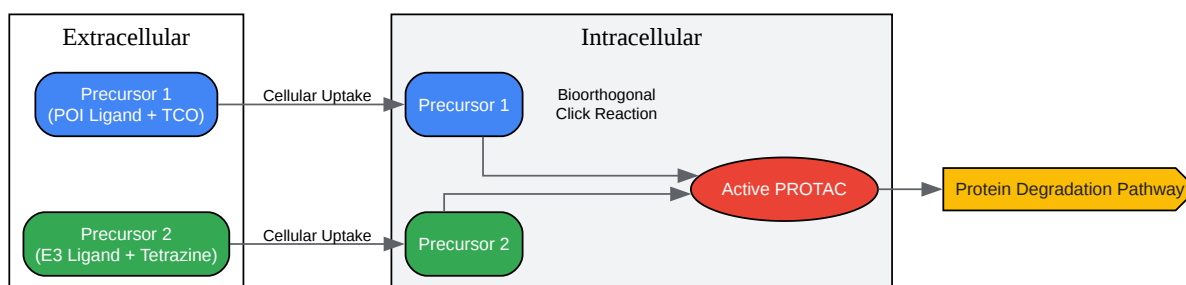 Extracellular
Intracellular
Precursor 1
(POI Ligand + TCO)
Cellular Uptake
Precursor 1
Bioorthogonal
Click Reaction
Active PROTAC
Protein Degradation Pathway
Precursor 2
(E3 Ligand + Tetrazine)
Cellular Uptake
Precursor 2